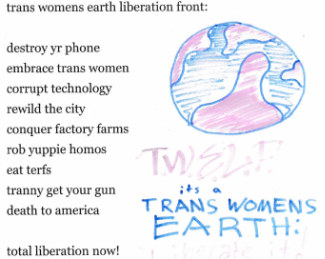 trans womens earth liberation front:
destroy yr phone
embrace trans women
corrupt technology
rewild the city
conquer factory farms
rob yuppie homos
eat terfs
tranny get your gun
death to america
total liberation now!
T.W.E.L.F.
its a
TRANS WOMENS
EARTH:
liberate it!